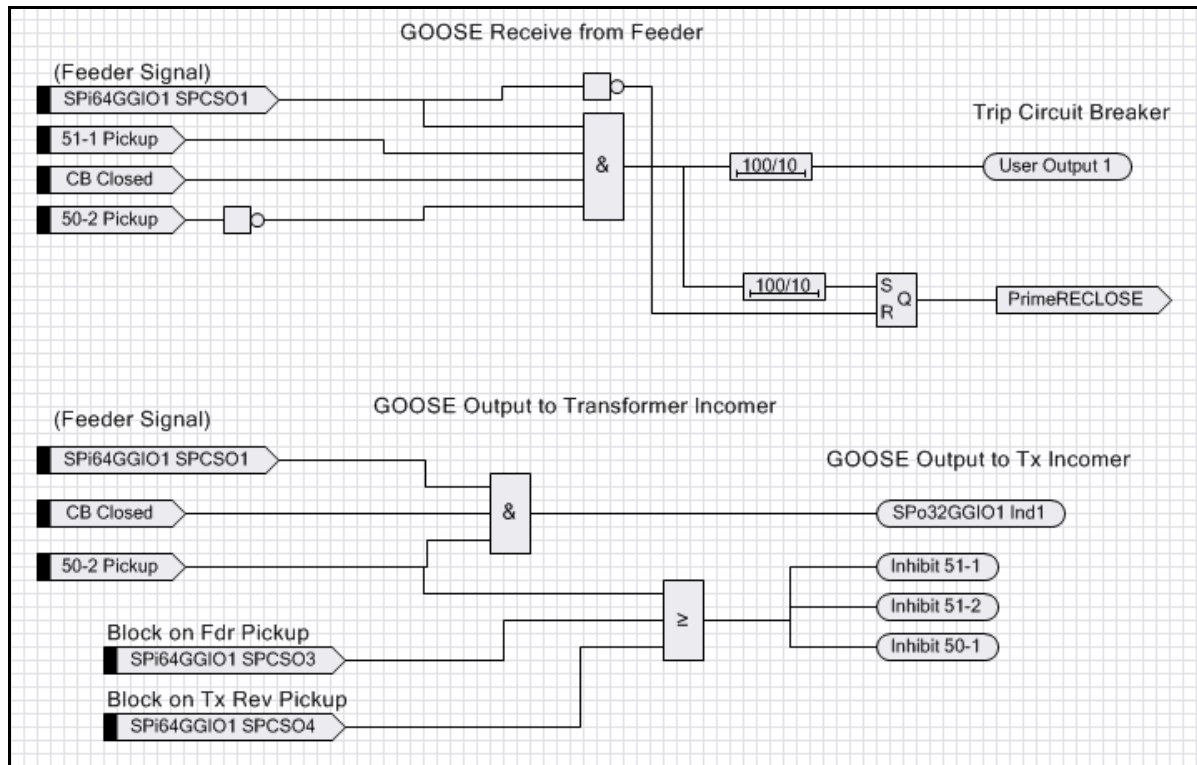 GOOSE Receive from Feeder
(Feeder Signal)
SPi64GGIO1 SPCSO1
51-1 Pickup
CB Closed
50-2 Pickup
&
100/10
Trip Circuit Breaker
User Output 1
100/10
S
Q
R
PrimeRECLOSE
GOOSE Output to Transformer Incomer
(Feeder Signal)
SPi64GGIO1 SPCSO1
CB Closed
50-2 Pickup
&
GOOSE Output to Tx Incomer
SPo32GGIO1 Ind1
Inhibit 51-1
Inhibit 51-2
Inhibit 50-1
≥
Block on Fdr Pickup
SPi64GGIO1 SPCSO3
Block on Tx Rev Pickup
SPi64GGIO1 SPCSO4